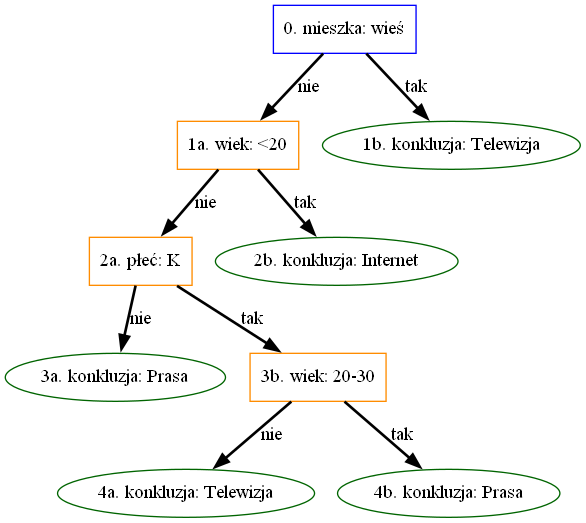 0. mieszka: wieś
nie
tak
1a. wiek: <20
1b. konkluzja: Telewizja
nie
tak
2a. płeć: K
2b. konkluzja: Internet
nie
tak
3a. konkluzja: Prasa
3b. wiek: 20-30
nie
tak
4a. konkluzja: Telewizja
4b. konkluzja: Prasa